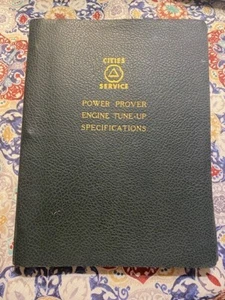 CITIES
SERVICE
POWER PROVER
ENGINE TUNE-UP
SPECIFICATIONS